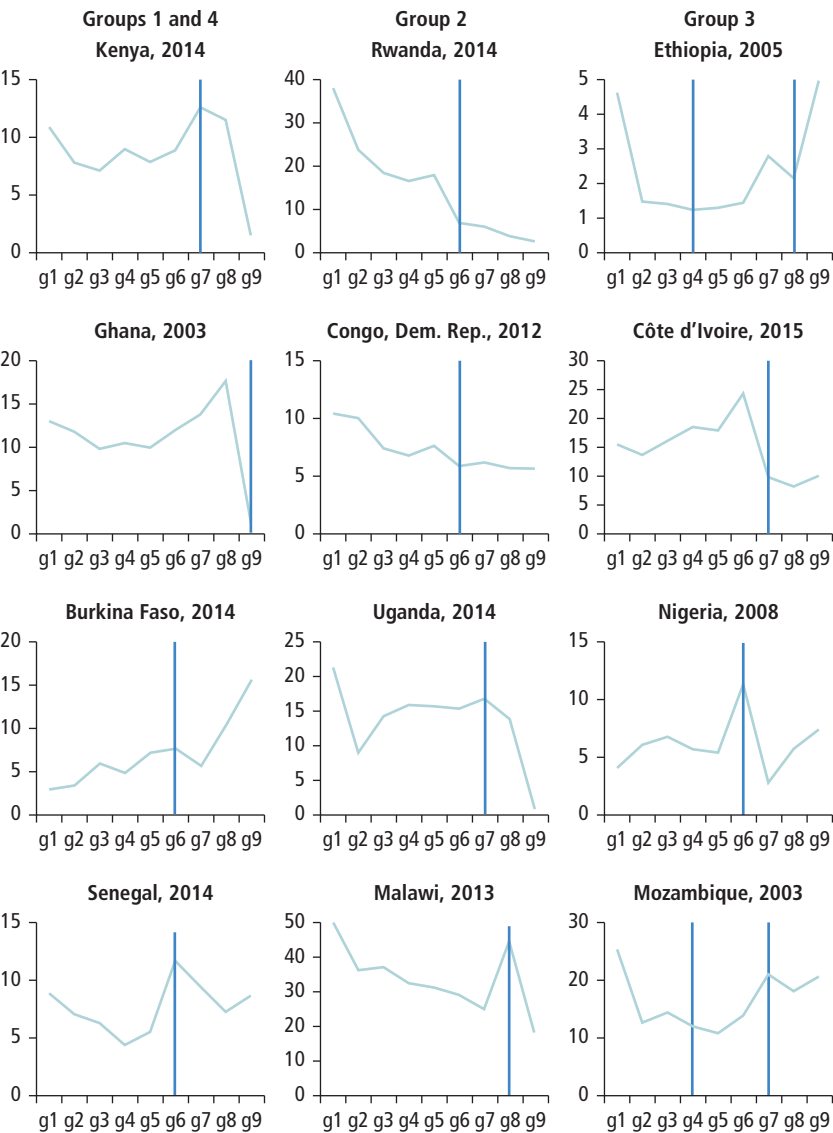 Groups 1 and 4
Group 2
Group 3
Kenya, 2014
Rwanda, 2014
Ethiopia, 2005
15
10
5
0
g1 g2 g3 g4 g5 g6 g7 g8 g9
40
30
20
10
0
g1 g2 g3 g4 g5 g6 g7 g8 g9
5
4
3
2
1
0
g1 g2 g3 g4 g5 g6 g7 g8 g9
Ghana, 2003
Congo, Dem. Rep., 2012
Côte d’Ivoire, 2015
20
15
10
5
0
g1 g2 g3 g4 g5 g6 g7 g8 g9
15
10
5
0
g1 g2 g3 g4 g5 g6 g7 g8 g9
30
25
20
15
10
5
0
g1 g2 g3 g4 g5 g6 g7 g8 g9
Burkina Faso, 2014
Uganda, 2014
Nigeria, 2008
20
15
10
5
0
g1 g2 g3 g4 g5 g6 g7 g8 g9
25
20
15
10
5
0
g1 g2 g3 g4 g5 g6 g7 g8 g9
15
10
5
0
g1 g2 g3 g4 g5 g6 g7 g8 g9
Senegal, 2014
Malawi, 2013
Mozambique, 2003
15
10
5
0
g1 g2 g3 g4 g5 g6 g7 g8 g9
50
40
30
20
10
0
g1 g2 g3 g4 g5 g6 g7 g8 g9
30
20
10
0
g1 g2 g3 g4 g5 g6 g7 g8 g9